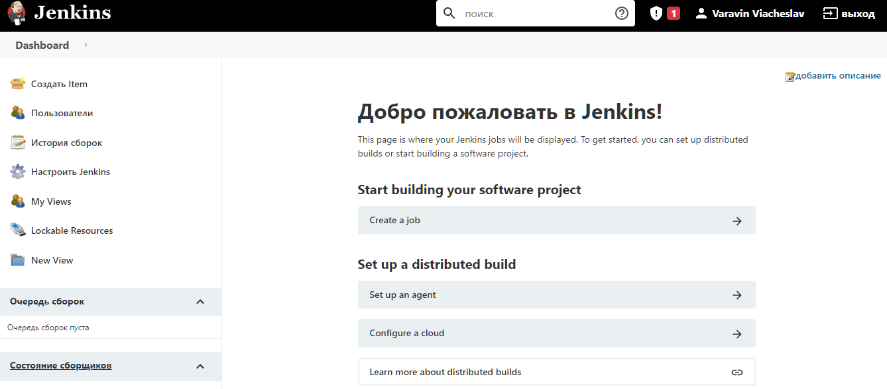 Jenkins
поиск
1
Varavin Viacheslav
выход
Dashboard
добавить описание
Создать Item
Пользователи
История сборок
Настроить Jenkins
My Views
Lockable Resources
New View
Очередь сборок
Очередь сборок пуста
Состояние сборщиков
Добро пожаловать в Jenkins!
This page is where your Jenkins jobs will be displayed. To get started, you can set up distributed
builds or start building a software project.
Start building your software project
Create a job
Set up a distributed build
Set up an agent
Configure a cloud
Learn more about distributed builds